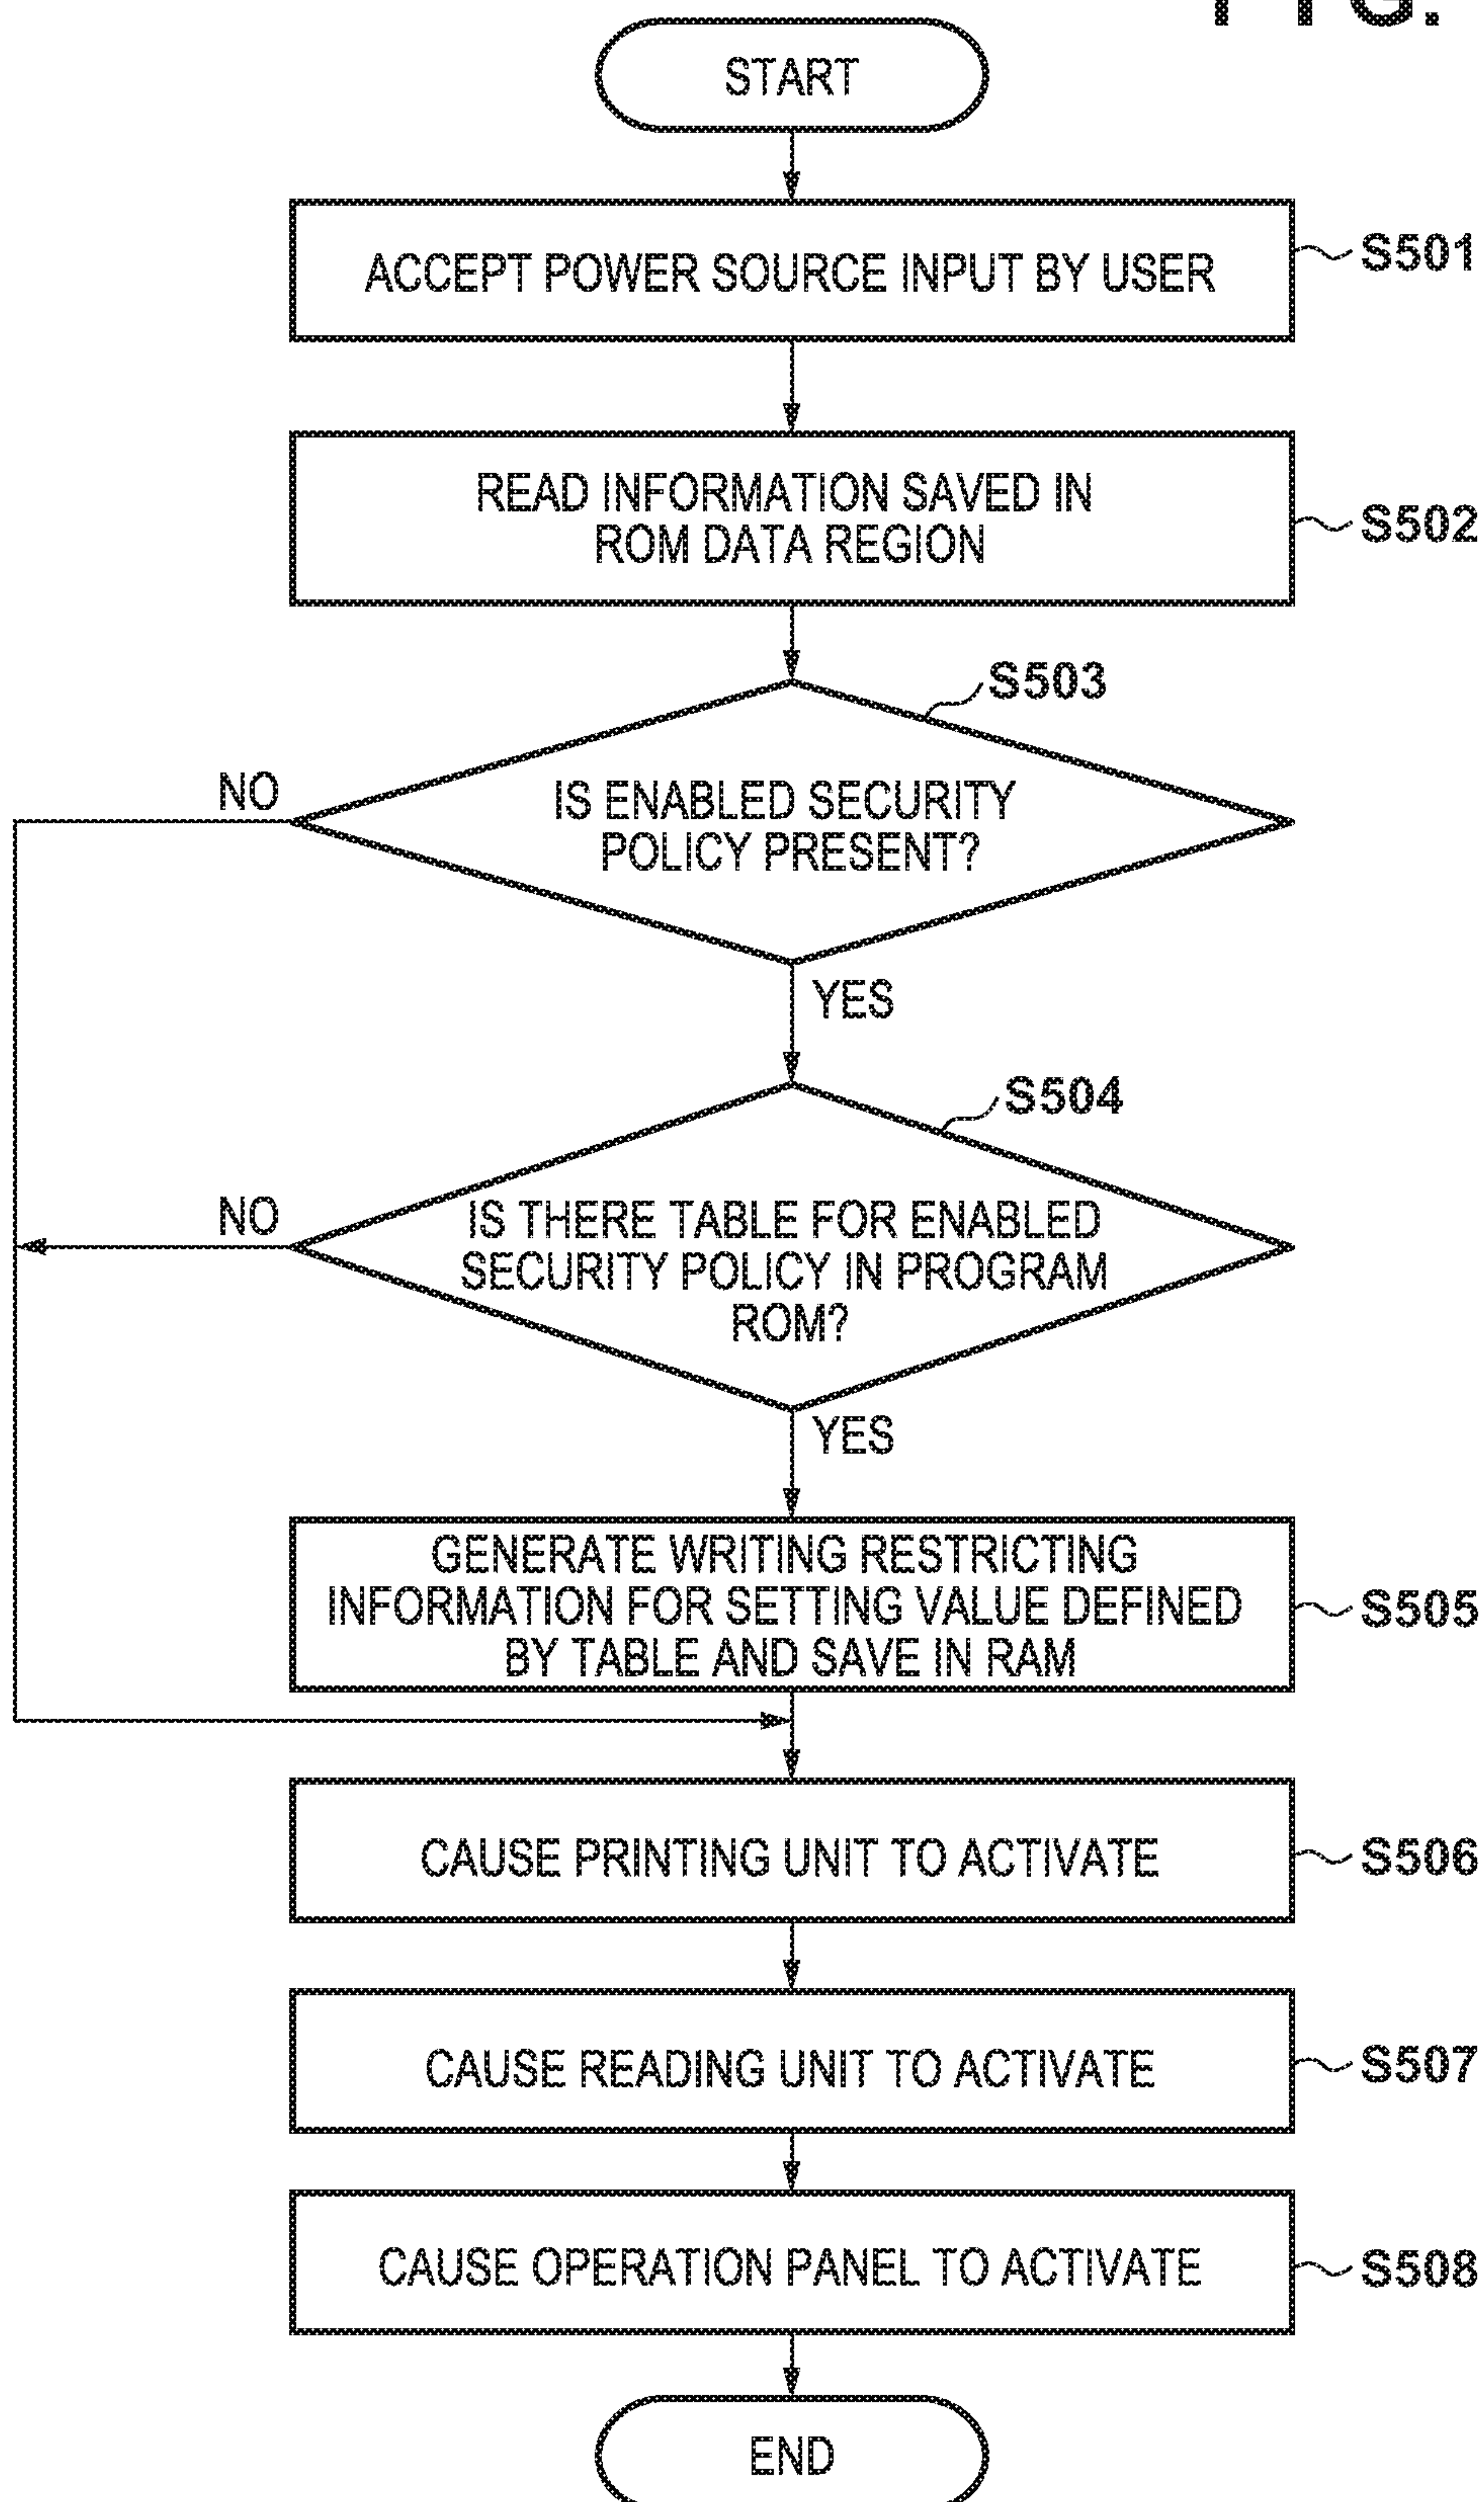 FIG.
START
ACCEPT POWER SOURCE INPUT BY USER
S501
READ INFORMATION SAVED IN
ROM DATA REGION
S502
S503
NO
IS ENABLED SECURITY
POLICY PRESENT?
YES
S504
NO
IS THERE TABLE FOR ENABLED
SECURITY POLICY IN PROGRAM
ROM?
YES
GENERATE WRITING RESTRICTING
INFORMATION FOR SETTING VALUE DEFINED
BY TABLE AND SAVE IN RAM
S505
CAUSE PRINTING UNIT TO ACTIVATE
S506
CAUSE READING UNIT TO ACTIVATE
S507
CAUSE OPERATION PANEL TO ACTIVATE
S508
END